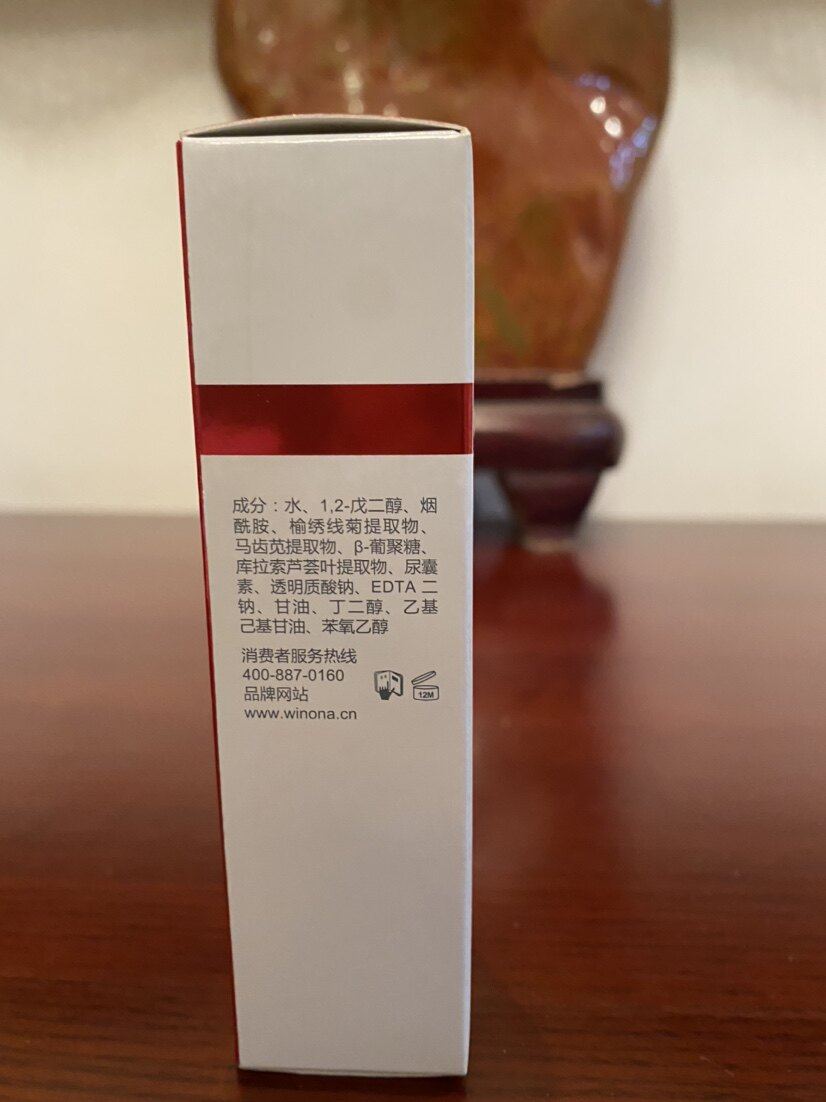 成分：水、1,2-戊二醇、烟
酰胺、榆绣线菊提取物、
马齿苋提取物、β-葡聚糖、
库拉索芦荟叶提取物、尿囊
素、透明质酸钠、EDTA 二
钠、甘油、丁二醇、乙基
己基甘油、苯氧乙醇
消费者服务热线
400-887-0160
品牌网站
www.winona.cn
12M